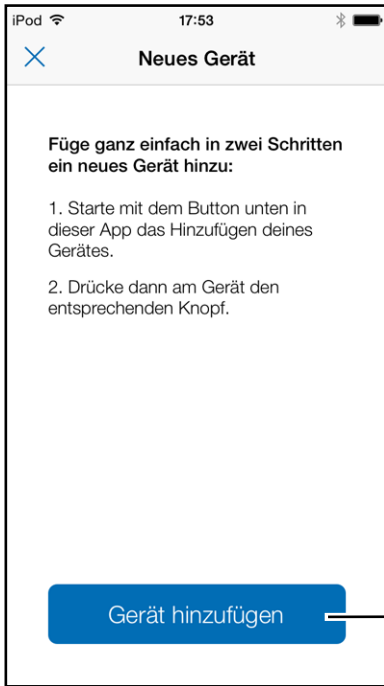 iPod 17:53
Neues Gerät
Füge ganz einfach in zwei Schritten
ein neues Gerät hinzu:
1. Starte mit dem Button unten in
dieser App das Hinzufügen deines
Gerätes.
2. Drücke dann am Gerät den
entsprechenden Knopf.
Gerät hinzufügen